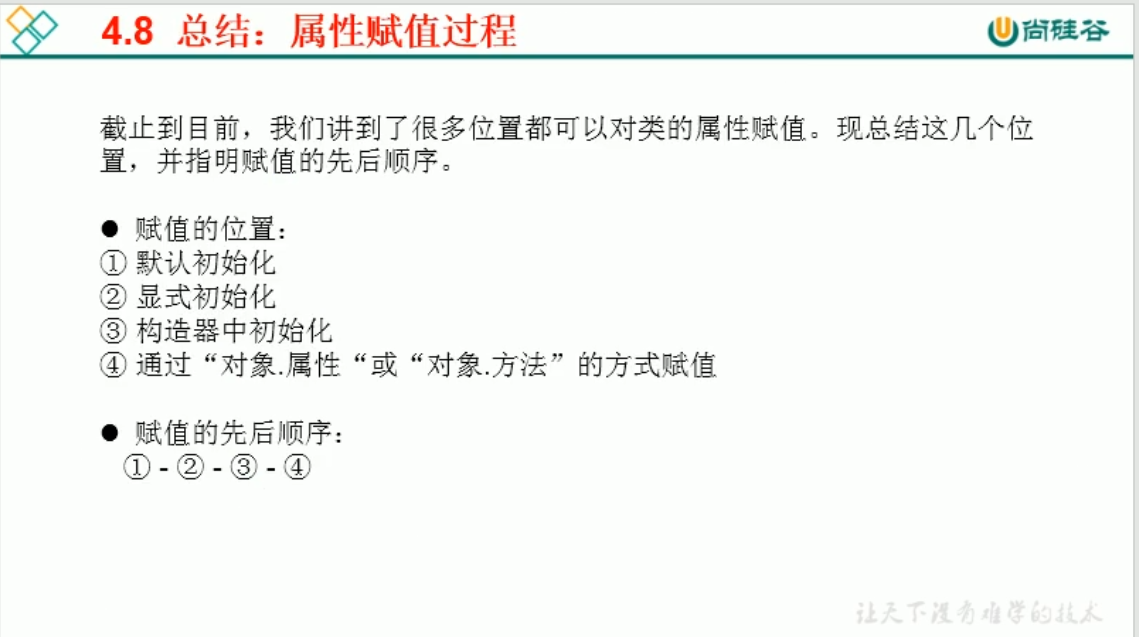 4.8 总结：属性赋值过程
尚硅谷
截止到目前，我们讲到了很多位置都可以对类的属性赋值。现总结这几个位
置，并指明赋值的先后顺序。
● 赋值的位置：
① 默认初始化
② 显式初始化
③ 构造器中初始化
④ 通过“对象.属性“或“对象.方法”的方式赋值
● 赋值的先后顺序：
① - ② - ③ - ④
让天下没有难学的技术